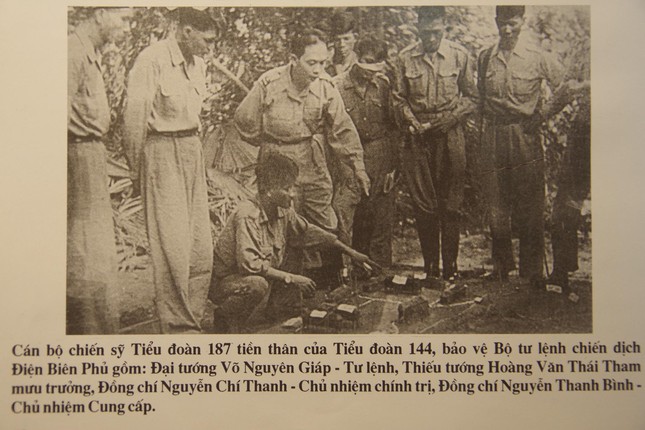 Cán bộ chiến sỹ Tiểu đoàn 187 tiền thân của Tiểu đoàn 144, bảo vệ Bộ tư lệnh chiến dịch
Điện Biên Phủ gồm: Đại tướng Võ Nguyên Giáp - Tư lệnh, Thiếu tướng Hoàng Văn Thái Tham
mưu trưởng, Đồng chí Nguyễn Chí Thanh - Chủ nhiệm chính trị, Đồng chí Nguyễn Thanh Bình -
Chủ nhiệm Cung cấp.